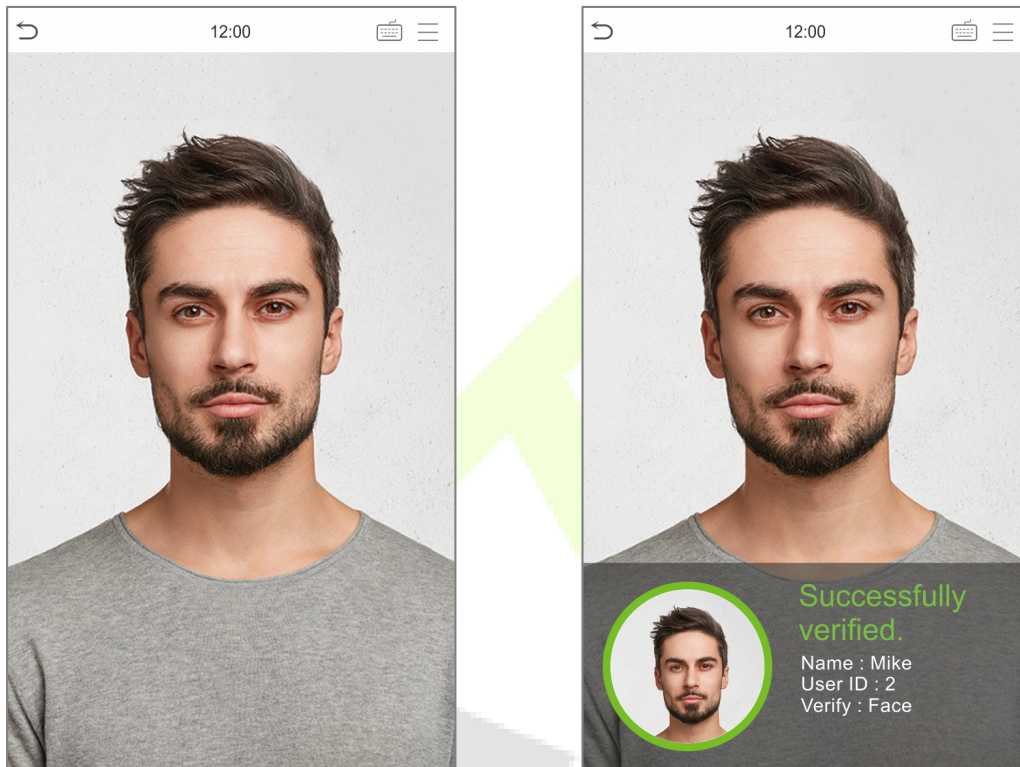 12:00
12:00
Successfully
verified.
Name : Mike
User ID : 2
Verify : Face